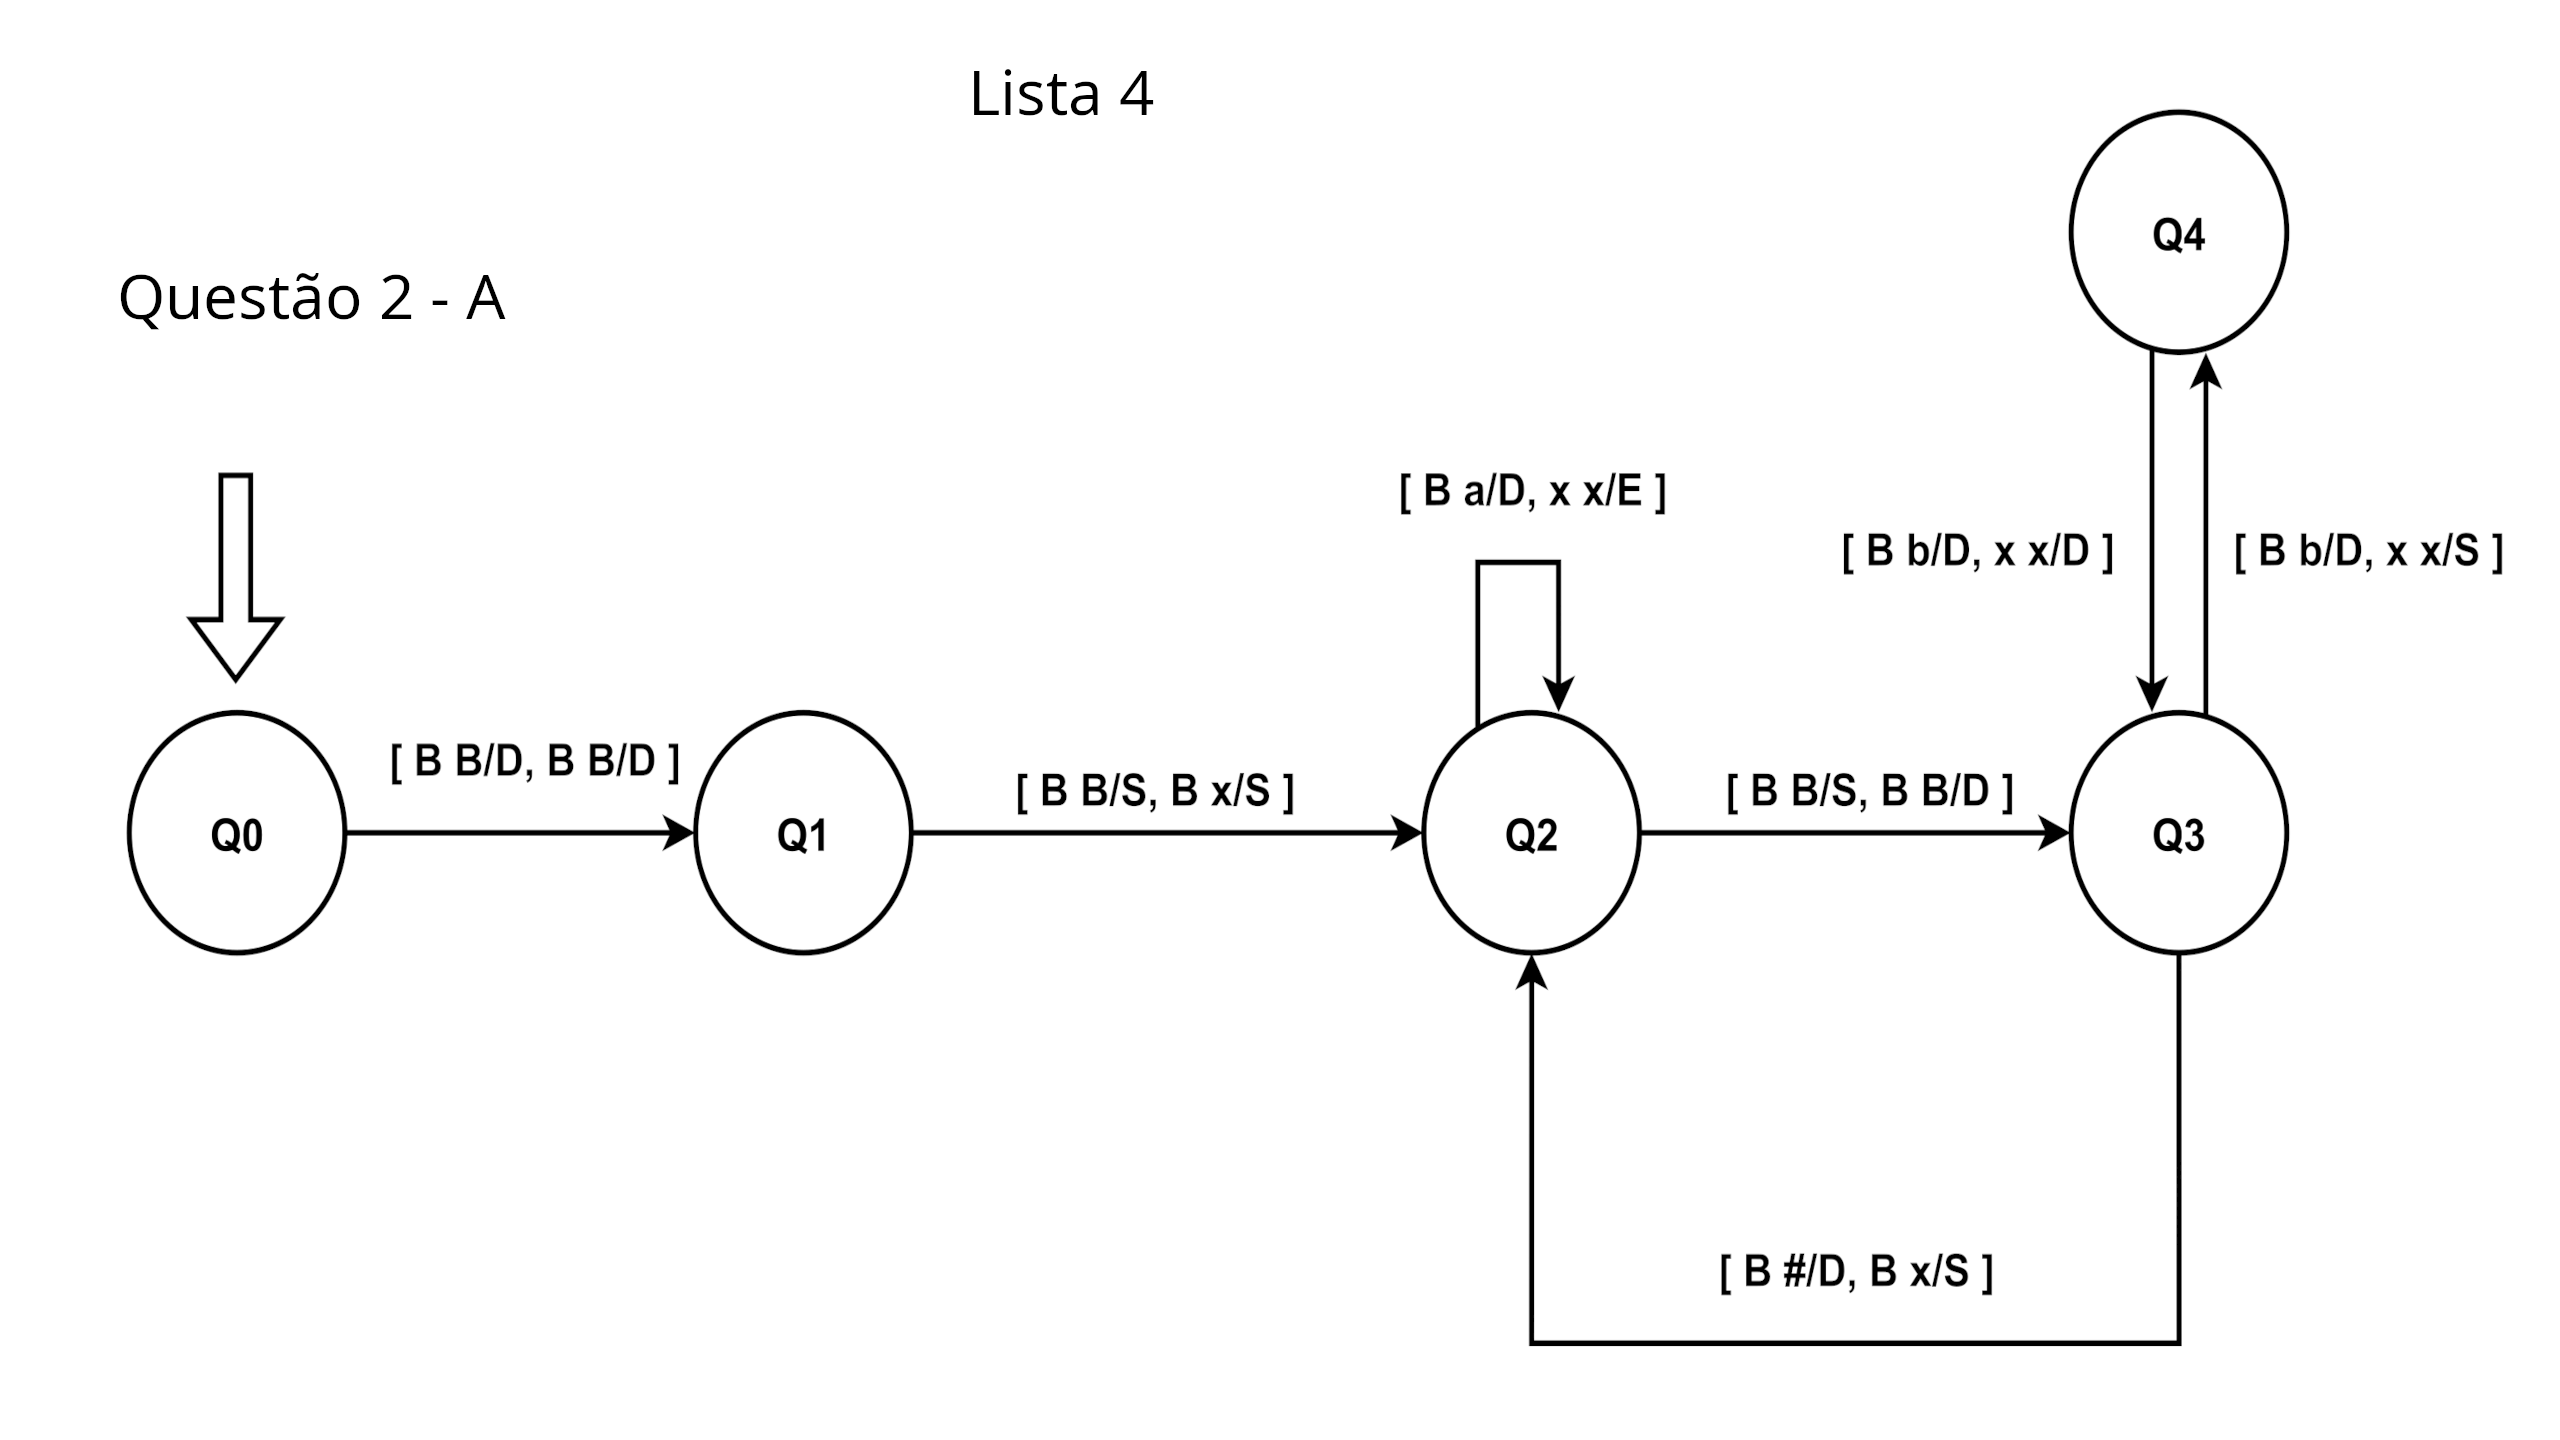 Lista 4
Questão 2 - A
Q4
[ B a/D, x x/E ]
[ B b/D, x x/D ]
[ B b/D, x x/S ]
[ B B/D, B B/D ]
[ B B/S, B x/S ]
[ B B/S, B B/D ]
Q0
Q1
Q2
Q3
[ B #/D, B x/S ]